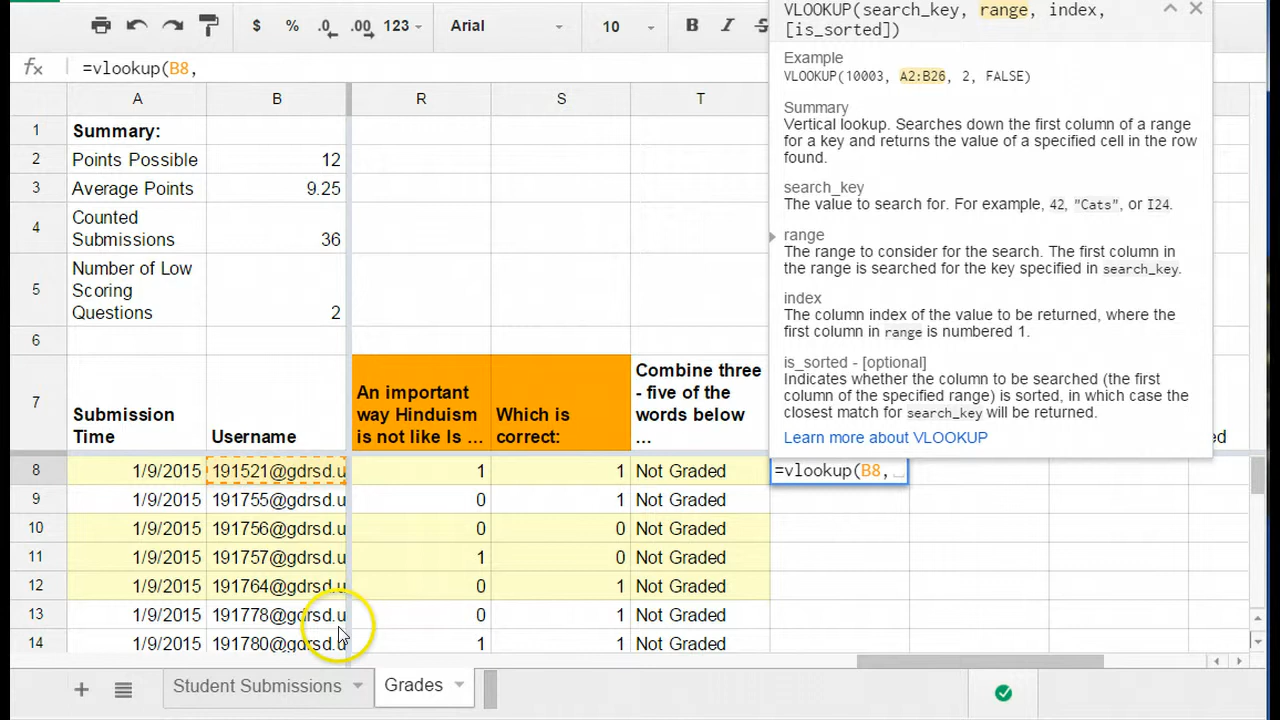 $ % .0 .00 123 Arial 10 B I S
fx =vlookup(B8,
VLOOKUP(search_key, range, index,
[is_sorted])
Example
VLOOKUP(10003, A2:B26, 2, FALSE)
Summary
Vertical lookup. Searches down the first column of a range
for a key and returns the value of a specified cell in the row
found.
search_key
The value to search for. For example, 42, "Cats", or I24.
range
The range to consider for the search. The first column in
the range is searched for the key specified in search_key.
index
The column index of the value to be returned, where the
first column in range is numbered 1.
is_sorted - [optional]
Indicates whether the column to be searched (the first
column of the specified range) is sorted, in which case the
closest match for search_key will be returned.
Learn more about VLOOKUP
A B R S T
1 Summary:
2 Points Possible 12
3 Average Points 9.25
4 Counted
Submissions 36
5 Number of Low
Scoring
Questions 2
6
7 Submission
Time
Username
An important
way Hinduism
is not like Is ...
Which is
correct:
Combine three
- five of the
words below
...
8 1/9/2015 191521@gdrsd.u 1 1 Not Graded =vlookup(B8,
9 1/9/2015 191755@gdrsd.u 0 1 Not Graded
10 1/9/2015 191756@gdrsd.u 0 0 Not Graded
11 1/9/2015 191757@gdrsd.u 1 0 Not Graded
12 1/9/2015 191764@gdrsd.u 0 1 Not Graded
13 1/9/2015 191778@gdrsd.u 0 1 Not Graded
14 1/9/2015 191780@gdrsd.u 1 1 Not Graded
+ Student Submissions Grades